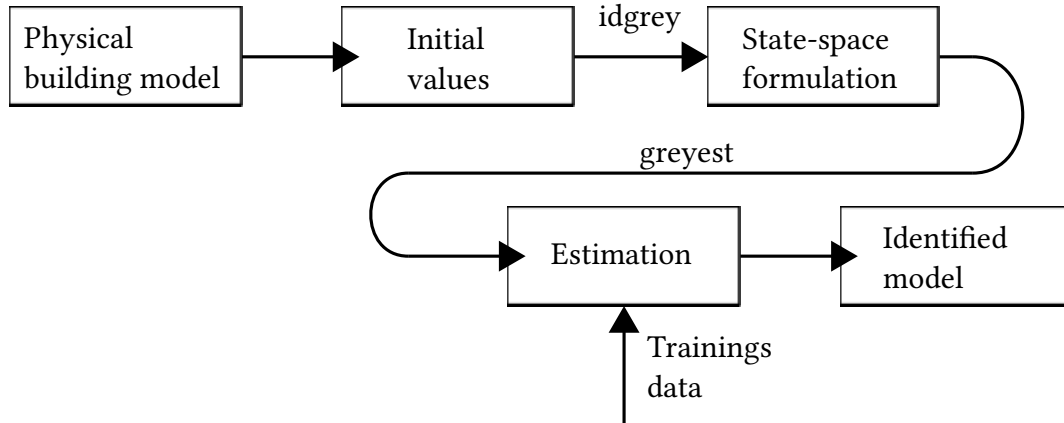 Physical
building model
Initial
values
idgrey
State-space
formulation
greyest
Estimation
Identified
model
Trainings
data